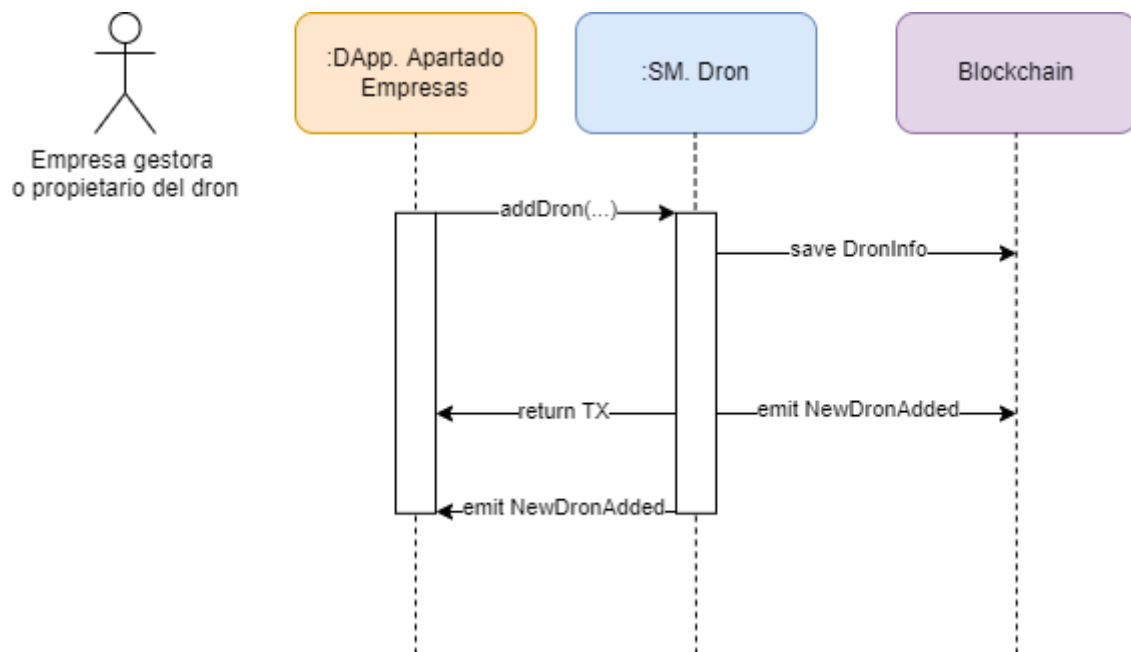 :DApp. Apartado
Empresas
:SM. Dron
Blockchain
Empresa gestora
o propietario del dron
addDron(...)
save DronInfo
return TX
emit NewDronAdded
emit NewDronAdded